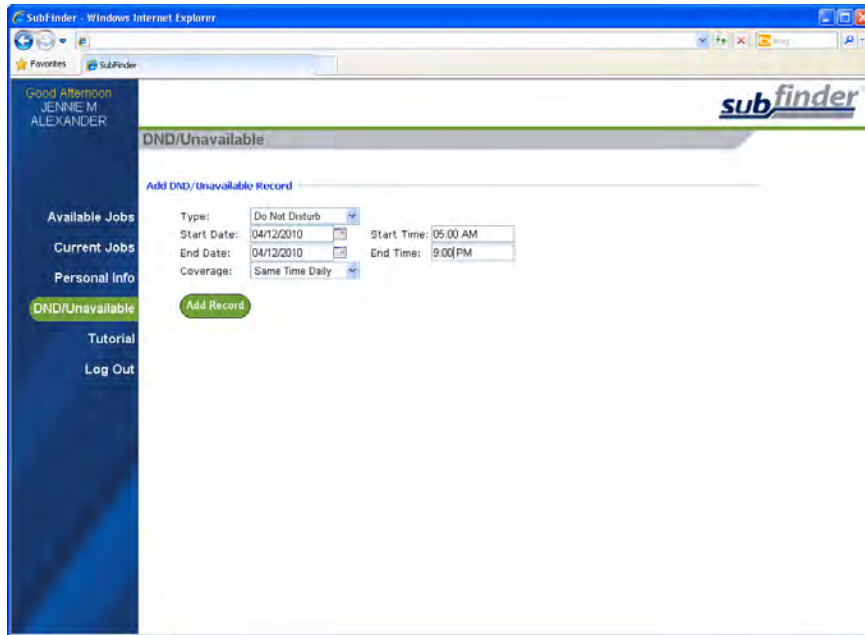 SubFinder - Windows Internet Explorer
Favorites SubFinder
Good Afternoon
JENNIE M
ALEXANDER
subfinder
DND/Unavailable
Add DND/Unavailable Record
Available Jobs
Current Jobs
Personal Info
DND/Unavailable
Tutorial
Log Out
Type: Do Not Disturb
Start Date: 04/12/2010 Start Time: 05:00 AM
End Date: 04/12/2010 End Time: 9:00 PM
Coverage: Same Time Daily
Add Record